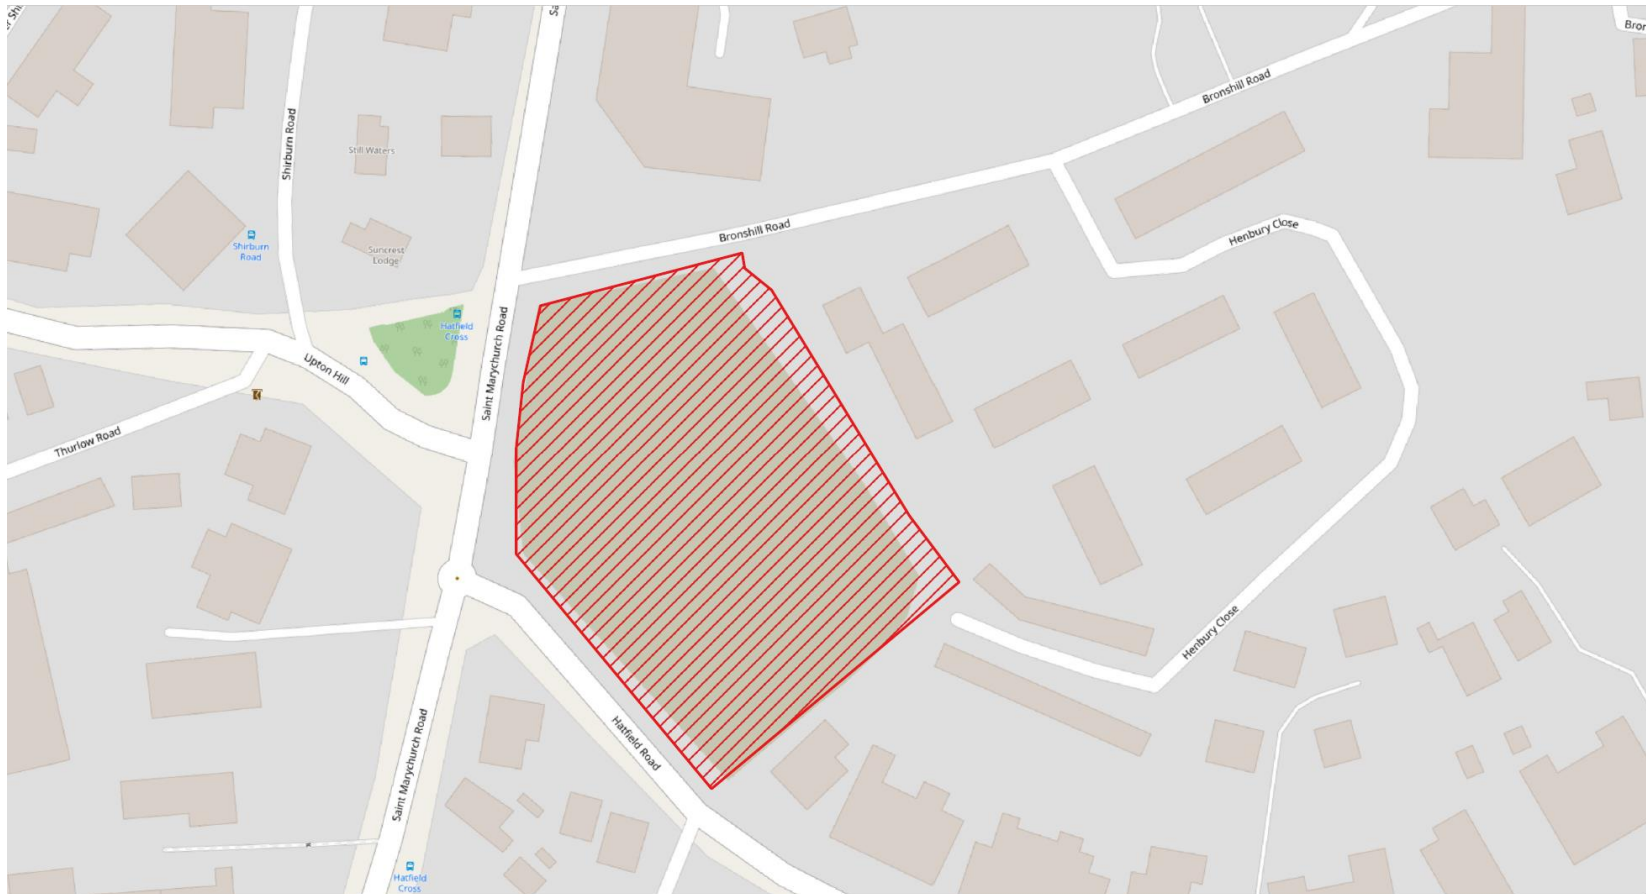 Shirburn Road
Still Waters
Suncrest
Lodge
Shirburn
Road
Bronshill Road
Bronshill Road
Henbury Close
Hatfield
Cross
Saint Marychurch Road
Upton Hill
Thurlow Road
Henbury Close
Hatfield Road
Saint Marychurch Road
Hatfield
Cross